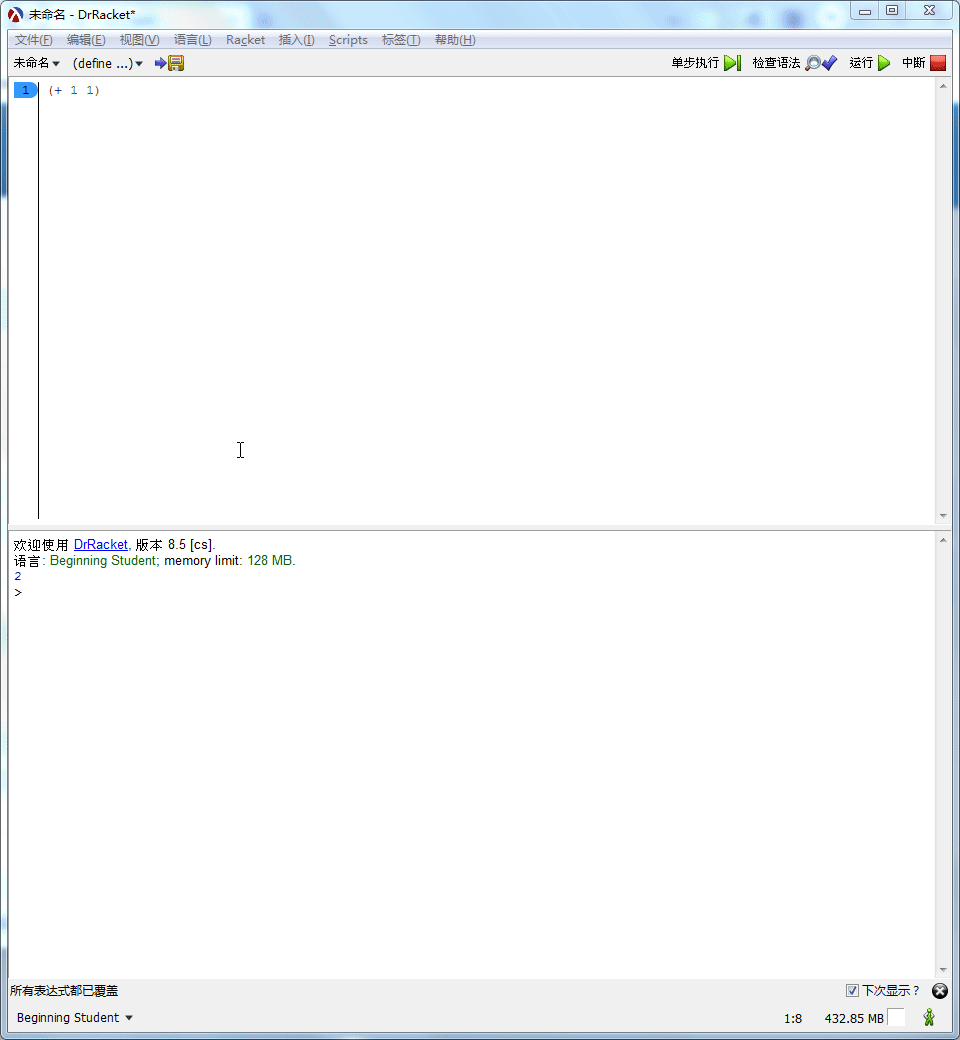 未命名 - DrRacket*
文件(F) 编辑(E) 视图(V) 语言(L) Racket 插入(I) Scripts 标签(T) 帮助(H)
未命名 (define ...) 单步执行 检查语法 运行 中断
1 (+ 1 1)
欢迎使用 DrRacket, 版本 8.5 [cs].
语言: Beginning Student; memory limit: 128 MB.
2
>
所有表达式都已覆盖 下次显示？
Beginning Student 1:8 432.85 MB